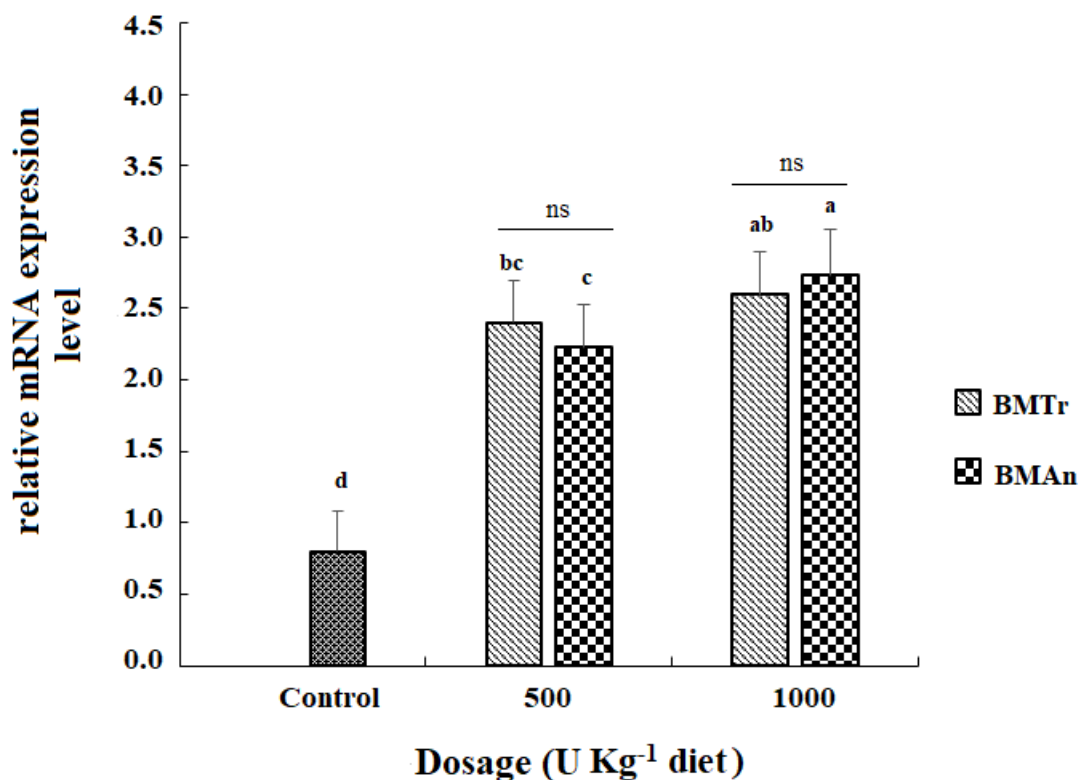 relative mRNA expression
level
4.5
4.0
3.5
3.0
2.5
2.0
1.5
1.0
0.5
0.0
d
ns
bc
c
ns
ab
a
Control
500
1000
Dosage (U Kg⁻¹ diet)
BMTr
BMAn